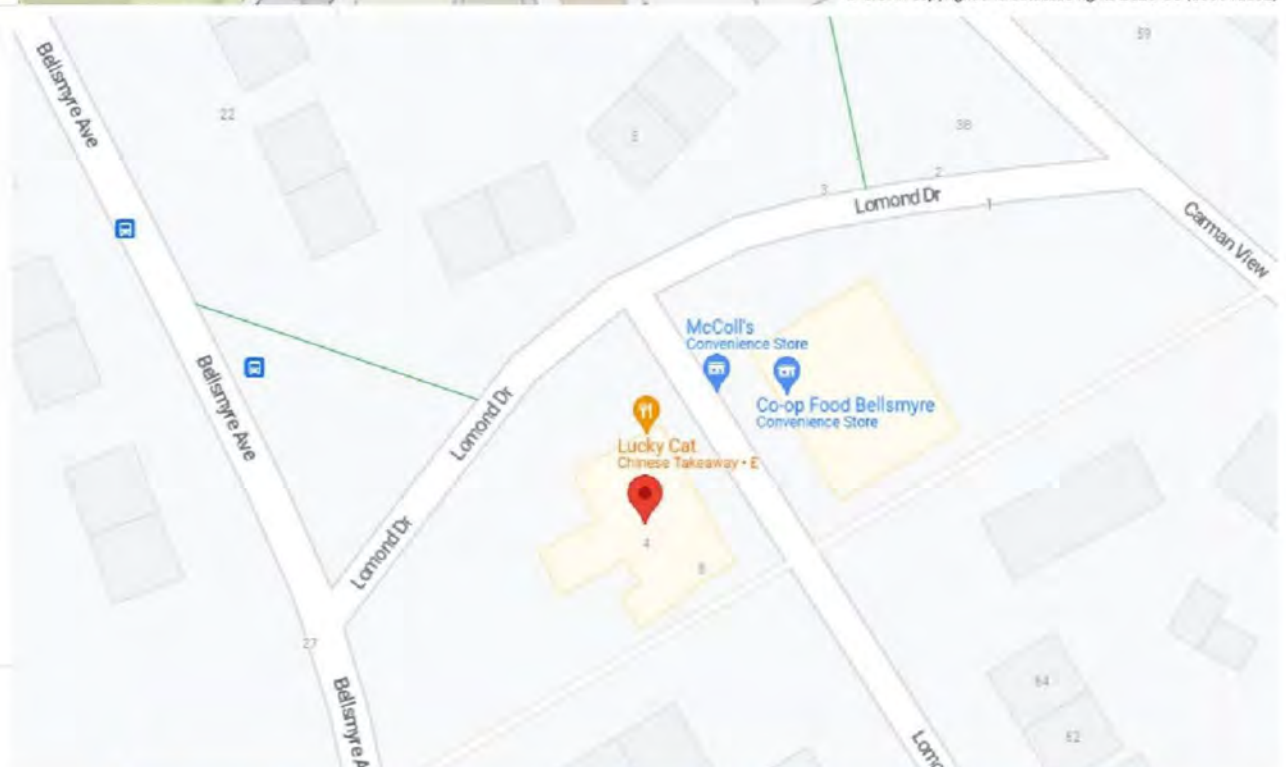 Bellsmyre Ave
59
22
38
2
3
Lomond Dr
1
Carman View
McColl's
Convenience Store
Co-op Food Bellsmyre
Convenience Store
Bellsmyre Ave
Lomond Dr
Lucky Cat
Chinese Takeaway • E
4
8
Lomond Dr
27
64
62
Bellsmyre A
Lomo